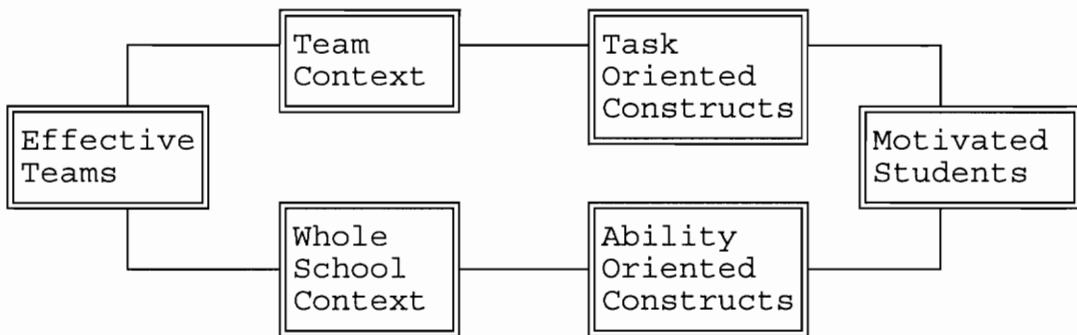 Team
Context
Task
Oriented
Constructs
Effective
Teams
Motivated
Students
Whole
School
Context
Ability
Oriented
Constructs